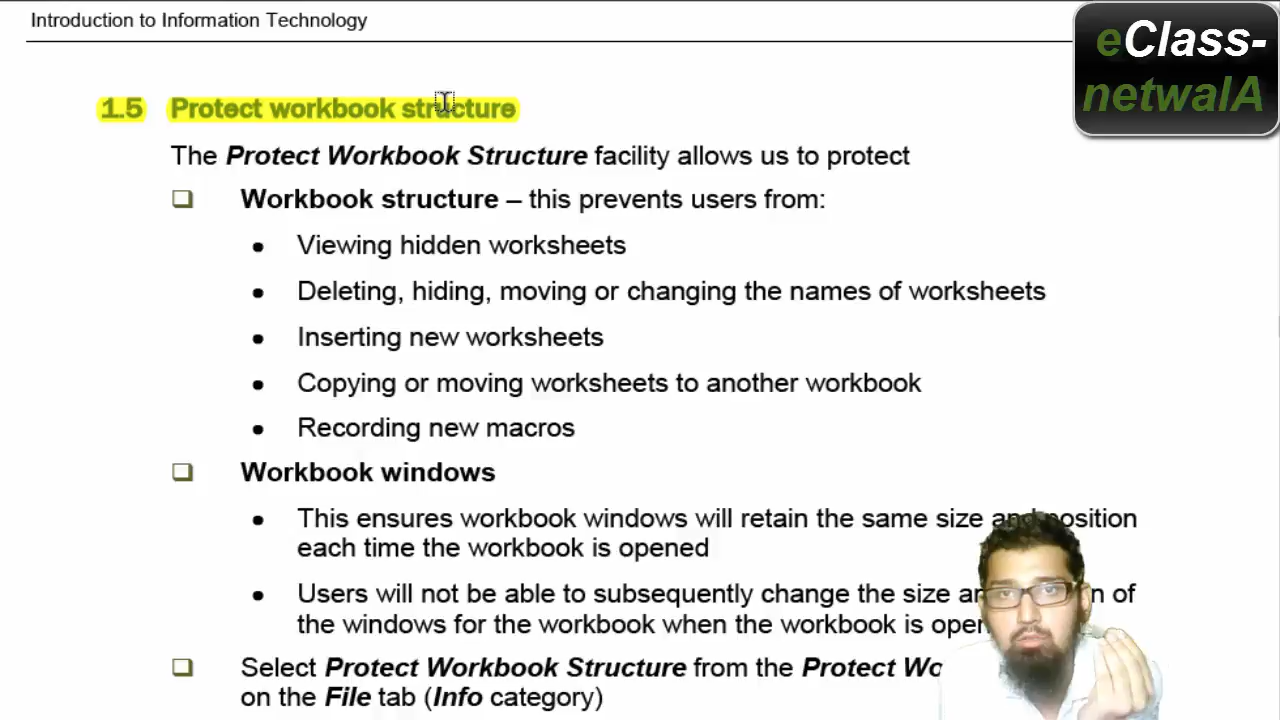 Introduction to Information Technology
eClass-
netwalA
1.5 Protect workbook structure
The Protect Workbook Structure facility allows us to protect
❑ Workbook structure – this prevents users from:
• Viewing hidden worksheets
• Deleting, hiding, moving or changing the names of worksheets
• Inserting new worksheets
• Copying or moving worksheets to another workbook
• Recording new macros
❑ Workbook windows
• This ensures workbook windows will retain the same size and position
each time the workbook is opened
• Users will not be able to subsequently change the size of
the windows for the workbook when the workbook is
❑ Select Protect Workbook Structure from the Protect
on the File tab (Info category)